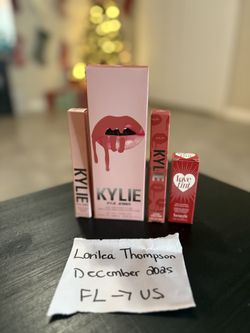 KYLIE
KYLIE
KYLIE
love
tint
benefit
Lorilea Thompson
December 2025
FL → US